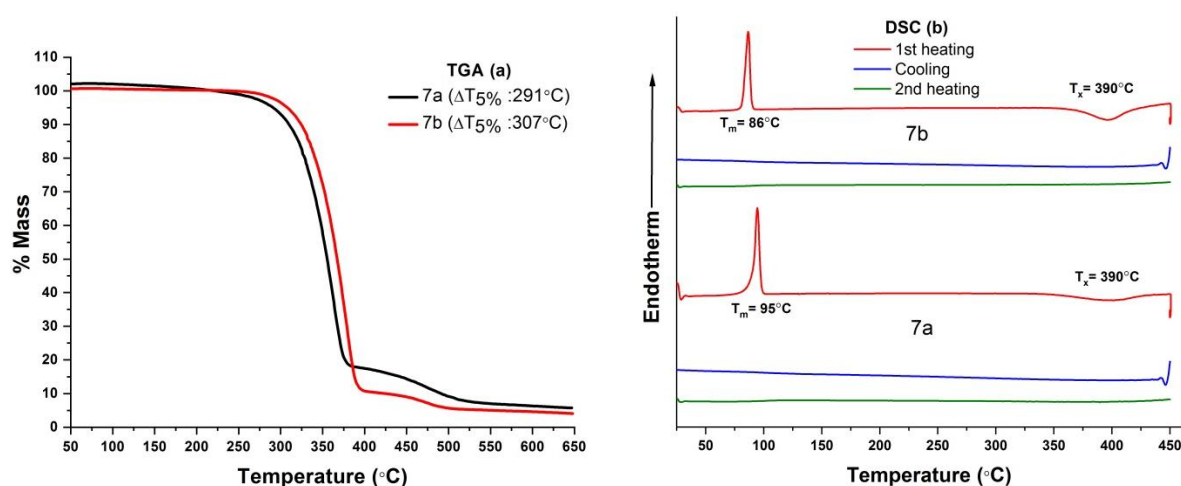 TGA (a)
7a (ΔT5% :291°C)
7b (ΔT5% :307°C)
110
100
90
80
70
60
50
40
30
20
10
0
% Mass
50 100 150 200 250 300 350 400 450 500 550 600 650
Temperature (°C)
DSC (b)
1st heating
Cooling
2nd heating
Tm = 86°C
Tx = 390°C
7b
Tm = 95°C
Tx = 390°C
7a
Endotherm
50 100 150 200 250 300 350 400 450
Temperature (°C)